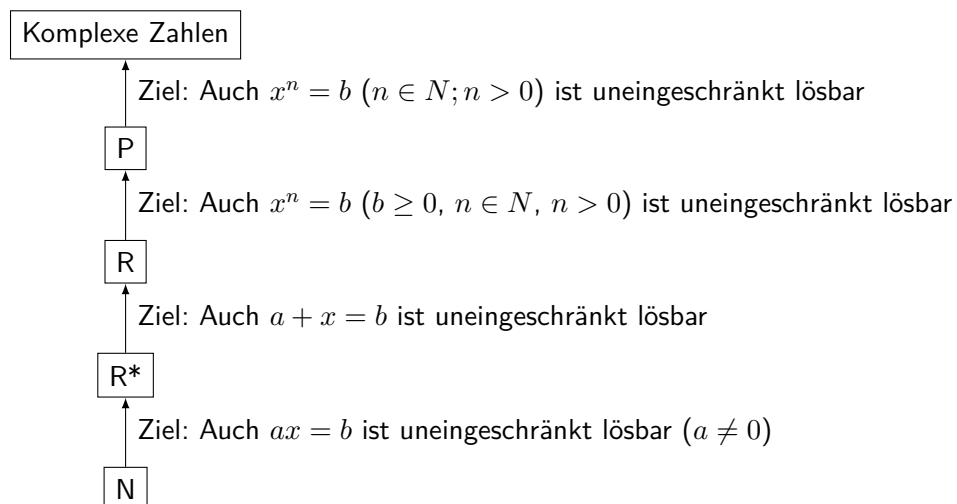 Komplexe Zahlen
Ziel: Auch xⁿ = b (n ∈ N; n > 0) ist uneingeschränkt lösbar
P
Ziel: Auch xⁿ = b (b ≥ 0, n ∈ N, n > 0) ist uneingeschränkt lösbar
R
Ziel: Auch a + x = b ist uneingeschränkt lösbar
R*
Ziel: Auch ax = b ist uneingeschränkt lösbar (a ≠ 0)
N